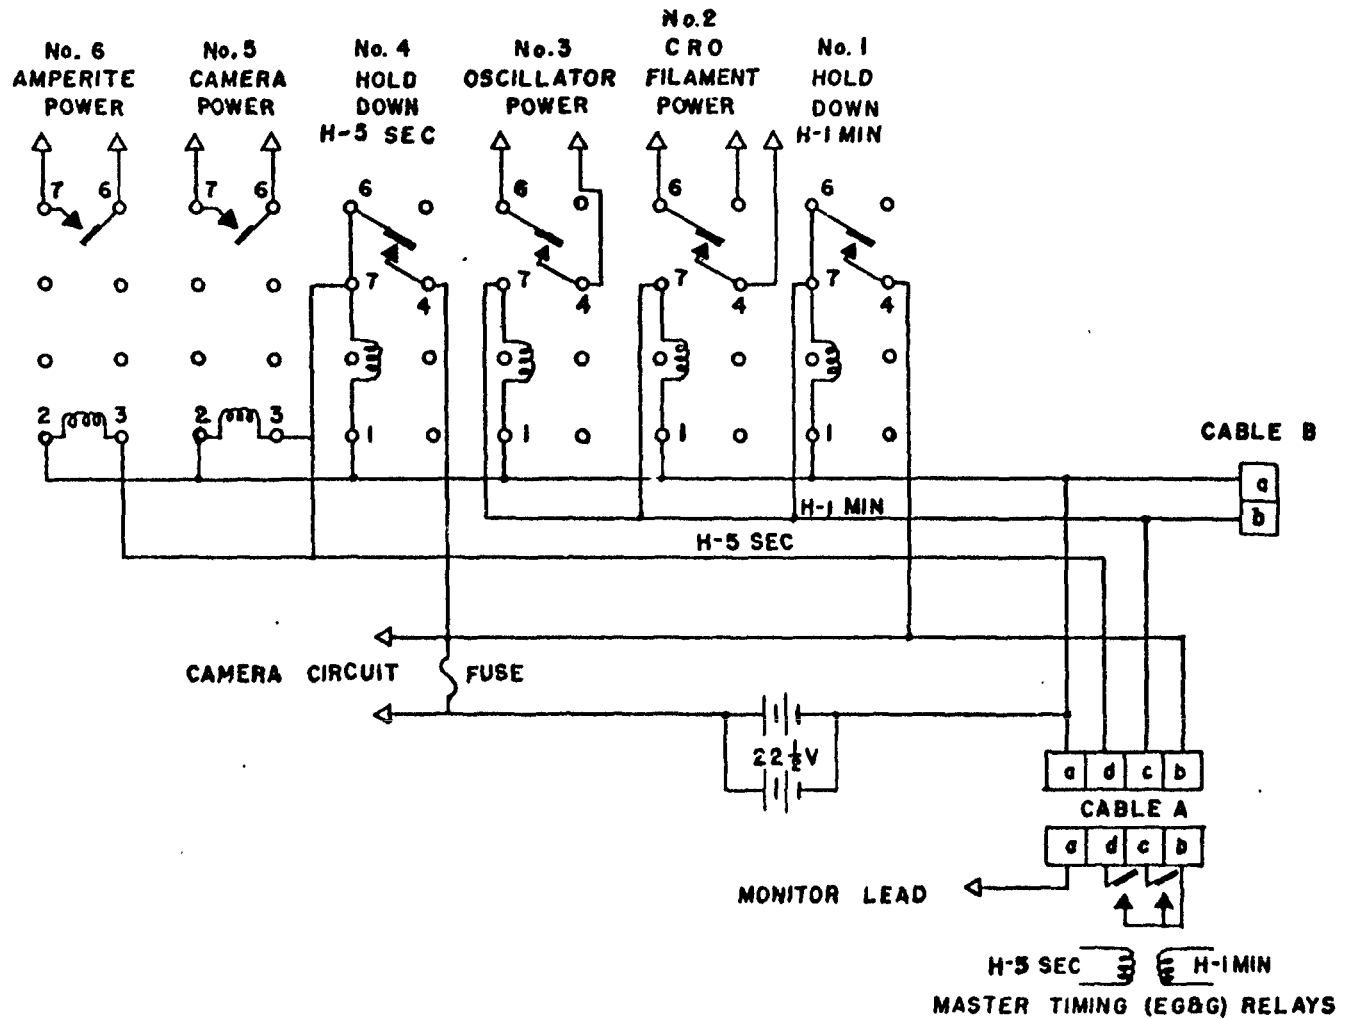 No. 6
AMPERITE
POWER
No. 5
CAMERA
POWER
No. 4
HOLD
DOWN
H-5 SEC
No. 3
OSCILLATOR
POWER
No. 2
CRO
FILAMENT
POWER
No. 1
HOLD
DOWN
H-1 MIN
7 6
7 6
6
6
6
6
7
4
7
4
7
4
7
4
2 3
2 3
1
1
1
1
CABLE B
a
b
H-1 MIN
H-5 SEC
CAMERA CIRCUIT
FUSE
22 ½ V
a d c b
CABLE A
a d c b
MONITOR LEAD
H-5 SEC
H-1 MIN
MASTER TIMING (EG&G) RELAYS